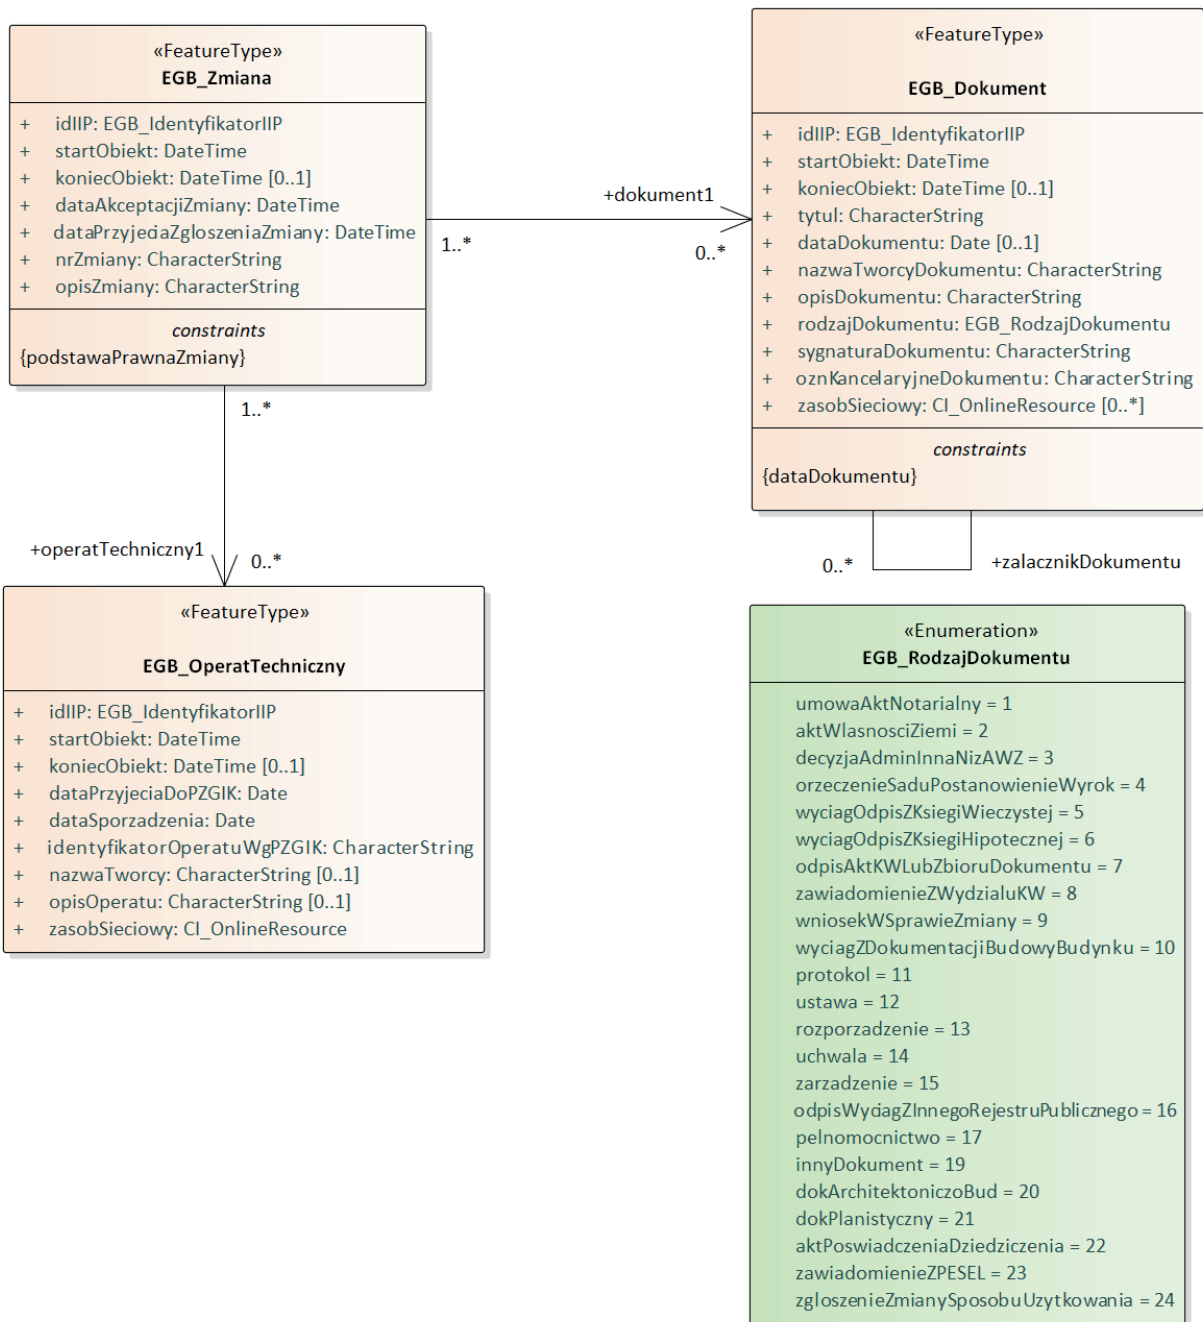 «FeatureType»
EGB_Zmiana
+ idIIP: EGB_IdentyfikatorIIP
+ startObiekt: DateTime
+ koniecObiekt: DateTime [0..1]
+ dataAkceptacjiZmiany: DateTime
+ dataPrzyjeciaZgloszeniaZmiany: DateTime
+ nrZmiany: CharacterString
+ opisZmiany: CharacterString
constraints
{podstawaPrawnaZmiany}
+dokument1
1..*
0..*
«FeatureType»
EGB_Dokument
+ idIIP: EGB_IdentyfikatorIIP
+ startObiekt: DateTime
+ koniecObiekt: DateTime [0..1]
+ tytul: CharacterString
+ dataDokumentu: Date [0..1]
+ nazwaTworcyDokumentu: CharacterString
+ opisDokumentu: CharacterString
+ rodzajDokumentu: EGB_RodzajDokumentu
+ sygnaturaDokumentu: CharacterString
+ oznKancelaryjneDokumentu: CharacterString
+ zasobSieciowy: CI_OnlineResource [0..*]
constraints
{dataDokumentu}
0..*
+zalacznikDokumentu
1..*
+operatTechniczny1
0..*
«FeatureType»
EGB_OperatTechniczny
+ idIIP: EGB_IdentyfikatorIIP
+ startObiekt: DateTime
+ koniecObiekt: DateTime [0..1]
+ dataPrzyjeciaDoPZGIK: Date
+ dataSporzadzenia: Date
+ identyfikatorOperatuWgPZGIK: CharacterString
+ nazwaTworcy: CharacterString [0..1]
+ opisOperatu: CharacterString [0..1]
+ zasobSieciowy: CI_OnlineResource
«Enumeration»
EGB_RodzajDokumentu
umowaAktNotarialny = 1
aktWlasnosciZiemi = 2
decyzjaAdminInnaNizAWZ = 3
orzeczenieSaduPostanowienieWyrok = 4
wyciagOdpisZKsiegiWieczystej = 5
wyciagOdpisZKsiegiHipotecznej = 6
odpisAktKWLubZbioruDokumentu = 7
zawiadomienieZWydzialuKW = 8
wniosekWSprawieZmiany = 9
wyciagZDokumentacjiBudowyBudynku = 10
protokol = 11
ustawa = 12
rozporzadzenie = 13
uchwala = 14
zarzadzenie = 15
odpisWyciagZInnegoRejestruPublicznego = 16
pelnomocnictwo = 17
innyDokument = 19
dokArchitektoniczoBud = 20
dokPlanistyczny = 21
aktPoswiadczeniaDziedziczenia = 22
zawiadomienieZPESEL = 23
zgloszenieZmianySposobuUzytkowania = 24